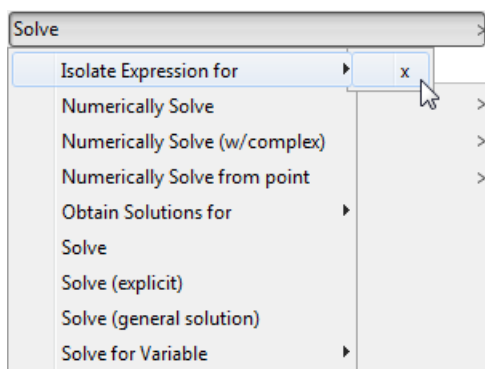 Solve >
Isolate Expression for x
Numerically Solve >
Numerically Solve (w/complex) >
Numerically Solve from point >
Obtain Solutions for
Solve
Solve (explicit)
Solve (general solution)
Solve for Variable